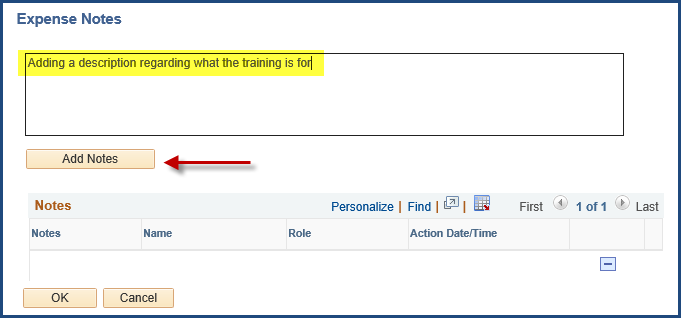 Expense Notes
Adding a description regarding what the training is for
Add Notes
Notes Personalize | Find | | First 1 of 1 Last
Notes Name Role Action Date/Time
OK Cancel